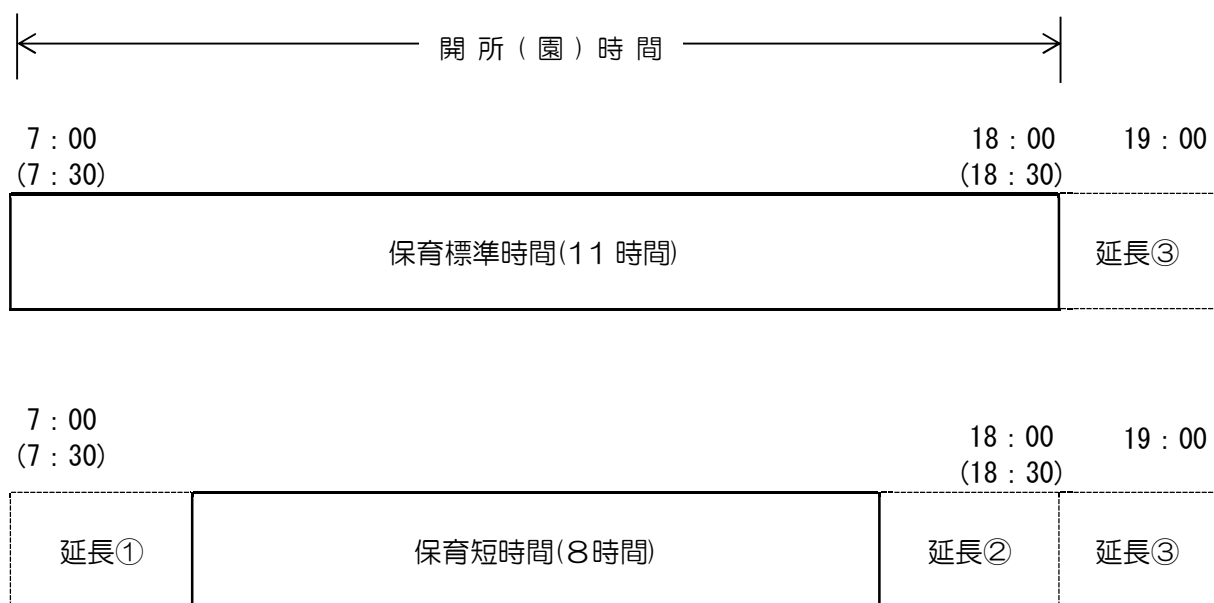 開 所 ( 園 ) 時 間
7：00 18：00 19：00
(7：30) (18：30)
保育標準時間(11 時間) 延長③
7：00 18：00 19：00
(7：30) (18：30)
延長① 保育短時間(8時間) 延長② 延長③